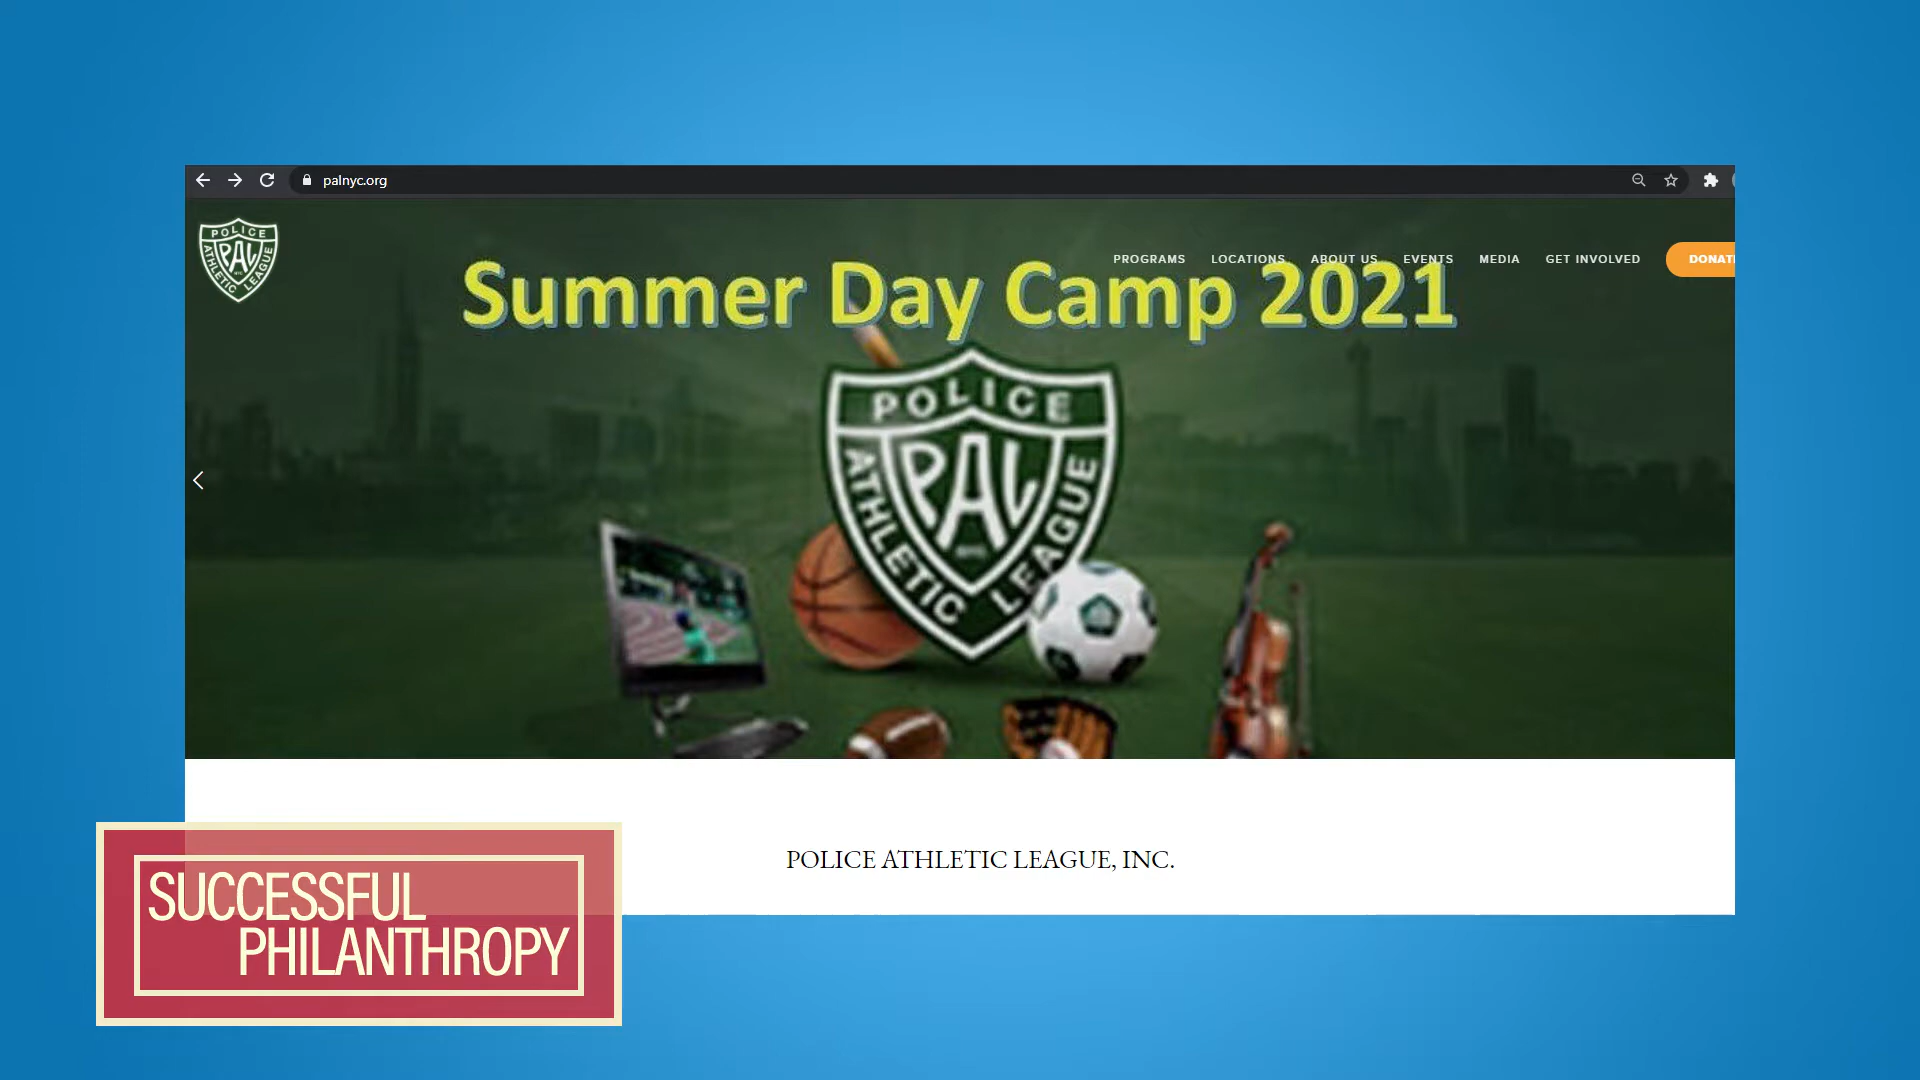 palnyc.org
POLICE
PAL
ATHLETIC LEAGUE
PROGRAMS LOCATIONS ABOUT US EVENTS MEDIA GET INVOLVED DONAT
Summer Day Camp 2021
POLICE
PAL
ATHLETIC LEAGUE
POLICE ATHLETIC LEAGUE, INC.
SUCCESSFUL
PHILANTHROPY